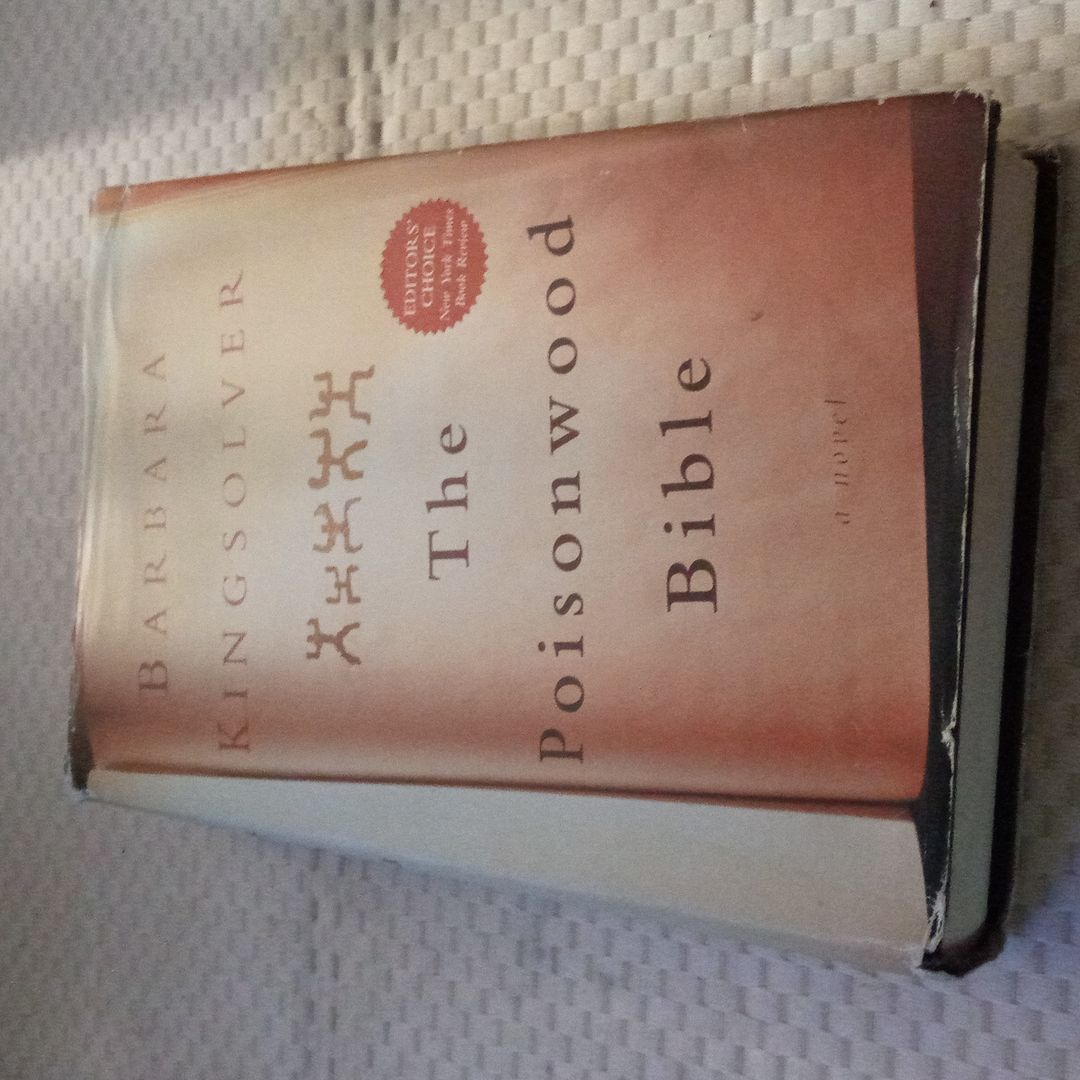 BARBARA
KINGSOLVER
EDITORS'
CHOICE
New York Times
Book Review
The
Poisonwood
Bible
a novel